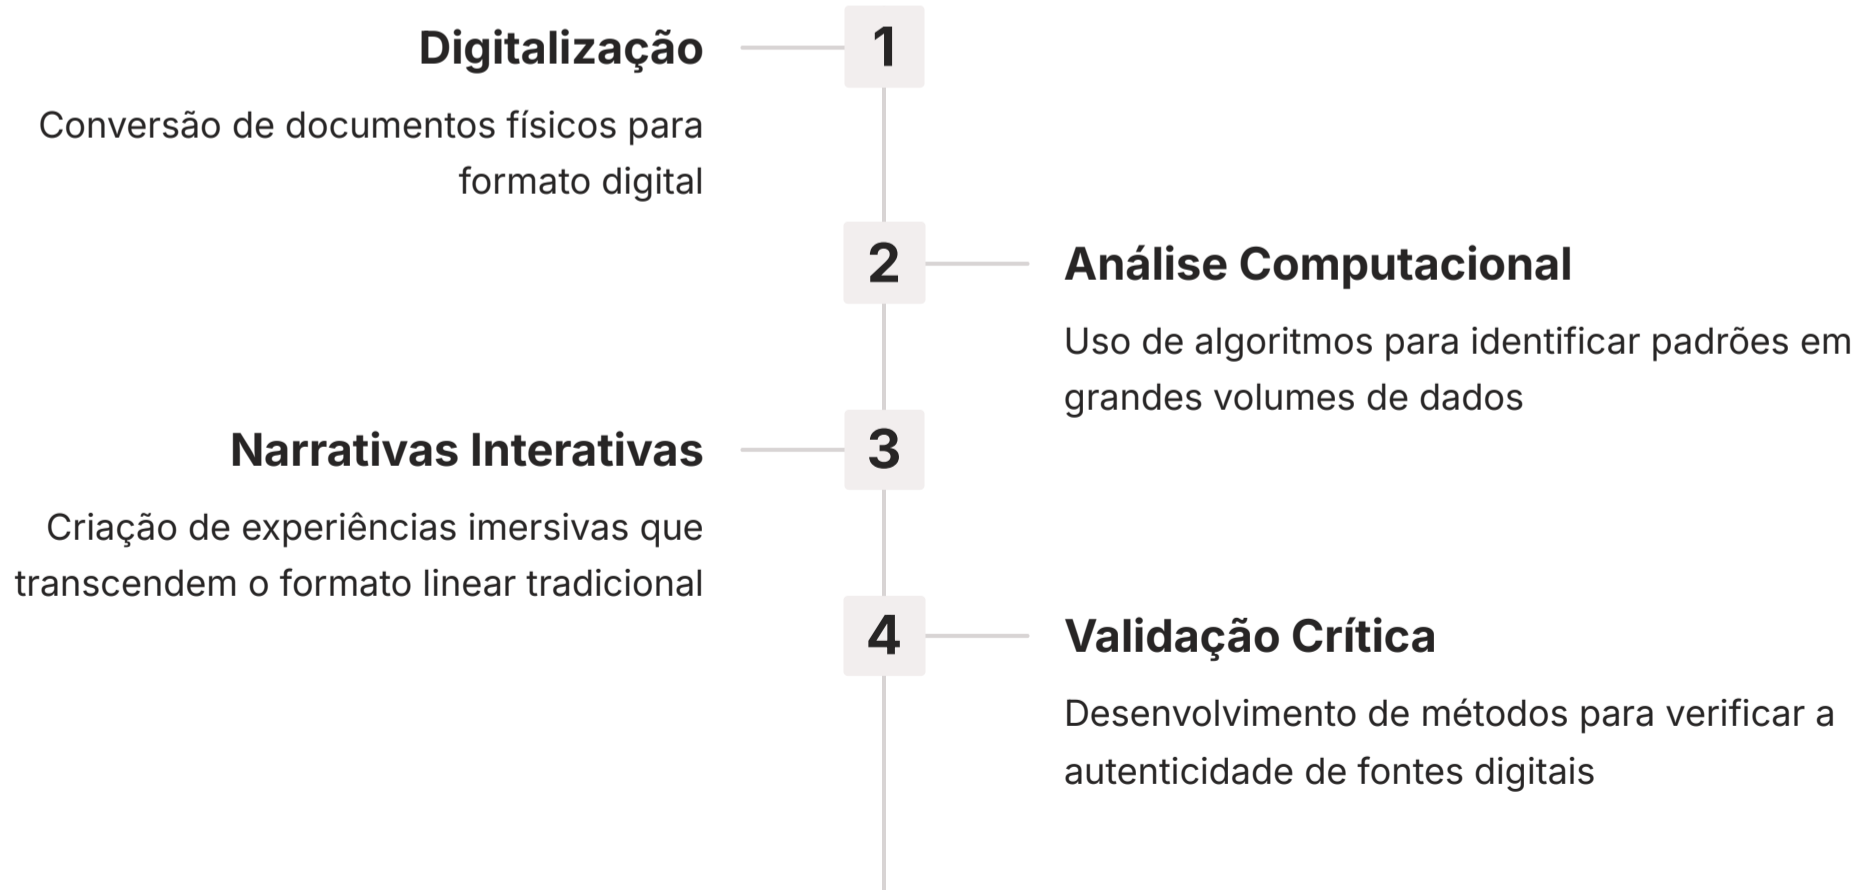 Digitalização
1
Conversão de documentos físicos para
formato digital
2
Análise Computacional
Uso de algoritmos para identificar padrões em
grandes volumes de dados
Narrativas Interativas
3
Criação de experiências imersivas que
transcendem o formato linear tradicional
4
Validação Crítica
Desenvolvimento de métodos para verificar a
autenticidade de fontes digitais